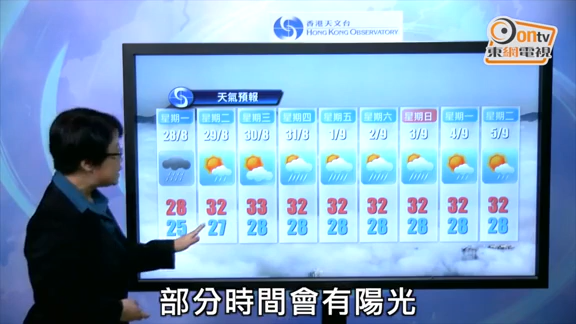 香港天文台
HONG KONG OBSERVATORY
ontv
東網電視
天氣預報
星期一 星期二 星期三 星期四 星期五 星期六 星期日 星期一 星期二
28/8 29/8 30/8 31/8 1/9 2/9 3/9 4/9 5/9
28 32 33 32 32 32 32 32 32
25 27 28 28 28 28 28 28 28
部分時間會有陽光